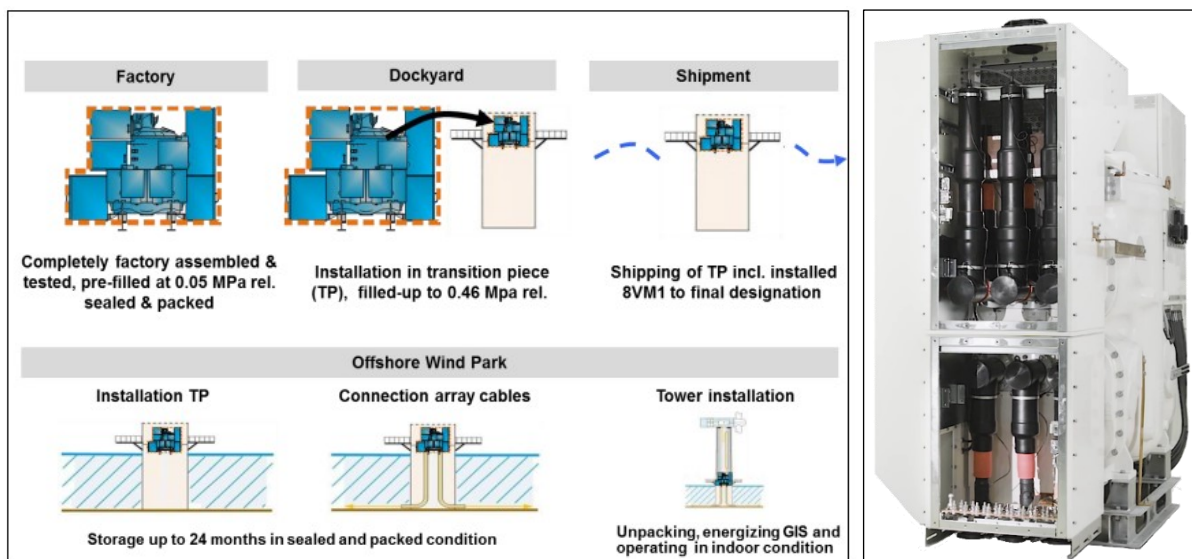 Factory
Dockyard
Shipment
Completely factory assembled &
tested, pre-filled at 0.05 MPa rel.
sealed & packed
Installation in transition piece
(TP), filled-up to 0.46 Mpa rel.
Shipping of TP incl. installed
8VM1 to final designation
Offshore Wind Park
Installation TP
Connection array cables
Tower installation
Storage up to 24 months in sealed and packed condition
Unpacking, energizing GIS and
operating in indoor condition